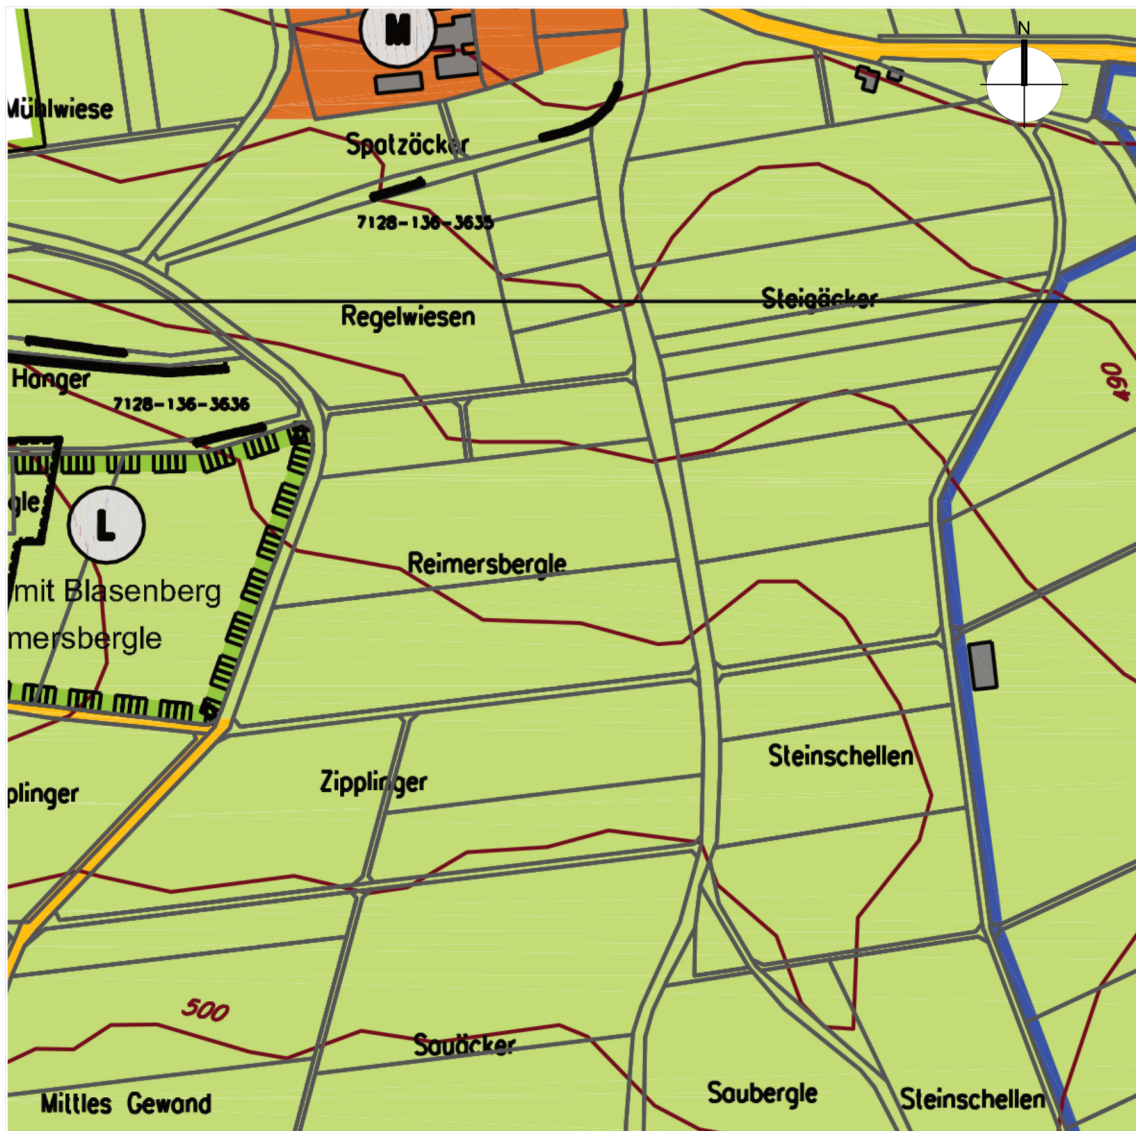 M
N
Mühlwiese
Spatzäcker
7128-136-3635
Steigäcker
Regelwiesen
Hänger
490
7128-136-3636
gle
L
Reimersbergle
mit Blasenberg
mersbergle
Steinschellen
Zipplinger
plinger
500
Sauäcker
Saubergle
Steinschellen
Mittles Gewand